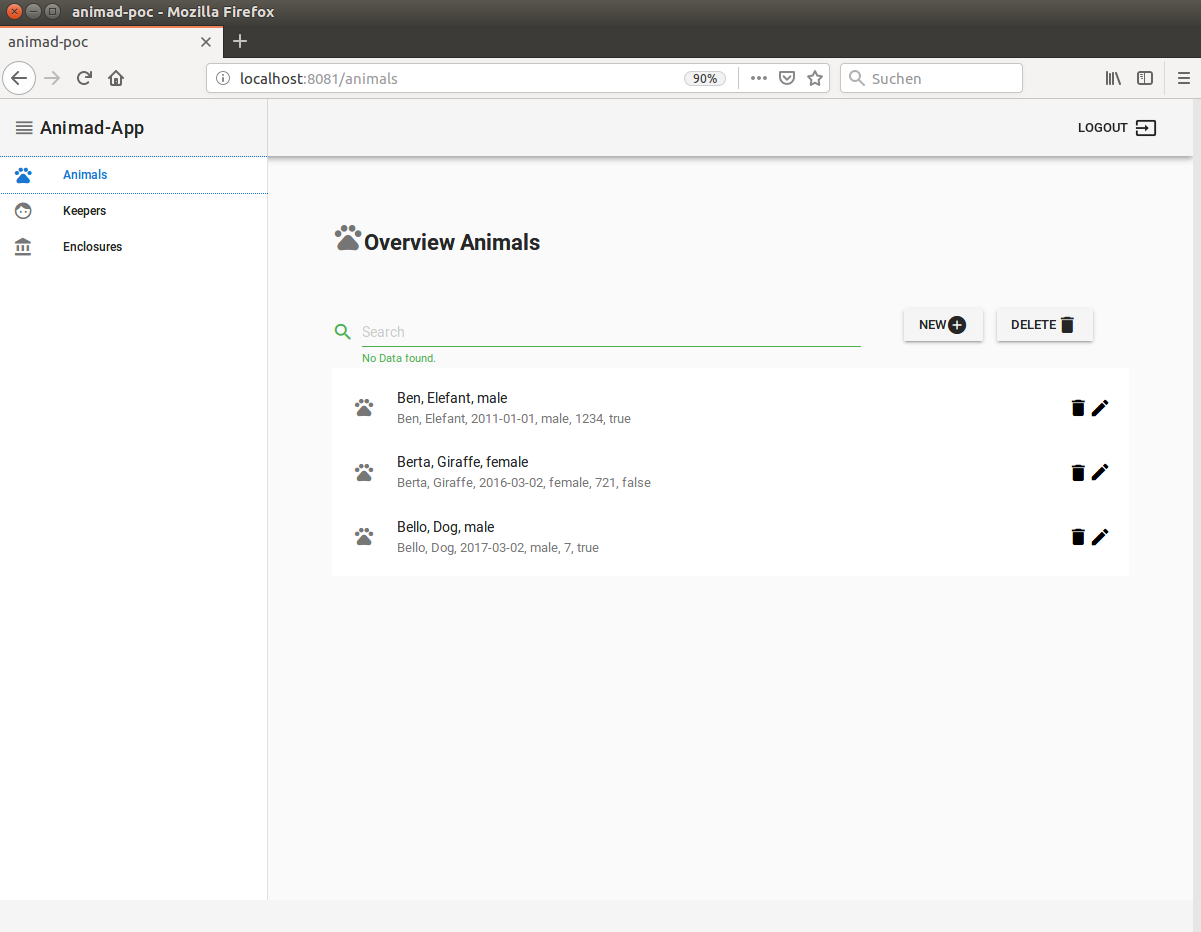 animad-poc - Mozilla Firefox
animad-poc
localhost:8081/animals
90%
Suchen
Animad-App
LOGOUT
Animals
Keepers
Enclosures
Overview Animals
Search
NEW
DELETE
No Data found.
Ben, Elefant, male
Ben, Elefant, 2011-01-01, male, 1234, true
Berta, Giraffe, female
Berta, Giraffe, 2016-03-02, female, 721, false
Bello, Dog, male
Bello, Dog, 2017-03-02, male, 7, true